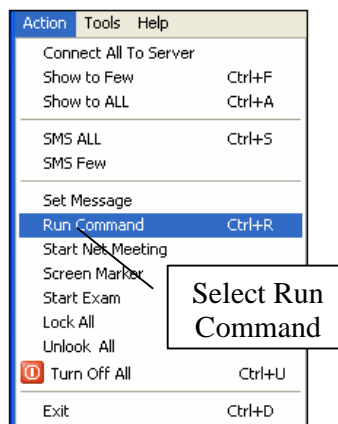 Action Tools Help
Connect All To Server
Show to Few Ctrl+F
Show to ALL Ctrl+A
SMS ALL Ctrl+S
SMS Few
Set Message
Run Command Ctrl+R
Start Net Meeting
Screen Marker
Start Exam
Lock All
Unlook All
Turn Off All Ctrl+U
Exit Ctrl+D
Select Run
Command